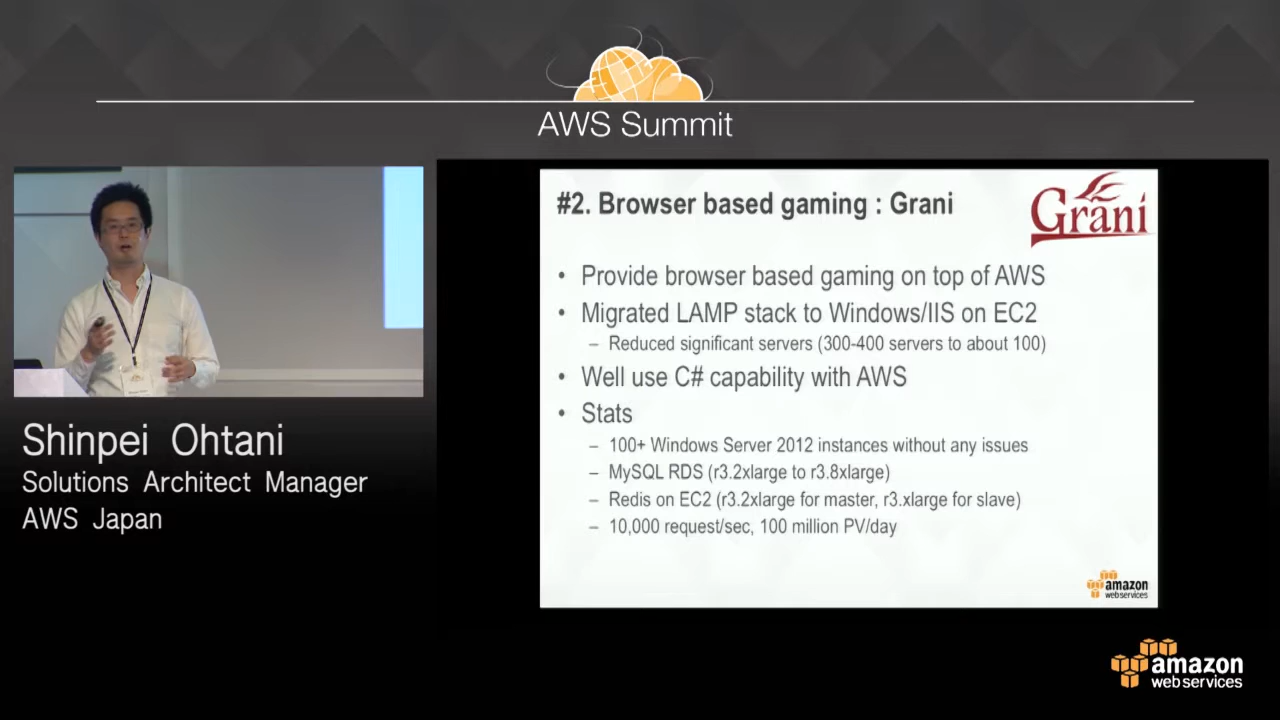 AWS Summit
#2. Browser based gaming : Grani
Grani
• Provide browser based gaming on top of AWS
• Migrated LAMP stack to Windows/IIS on EC2
– Reduced significant servers (300-400 servers to about 100)
• Well use C# capability with AWS
• Stats
– 100+ Windows Server 2012 instances without any issues
– MySQL RDS (r3.2xlarge to r3.8xlarge)
– Redis on EC2 (r3.2xlarge for master, r3.xlarge for slave)
– 10,000 request/sec, 100 million PV/day
amazon
web services
Shinpei Ohtani
Solutions Architect Manager
AWS Japan
amazon
web services